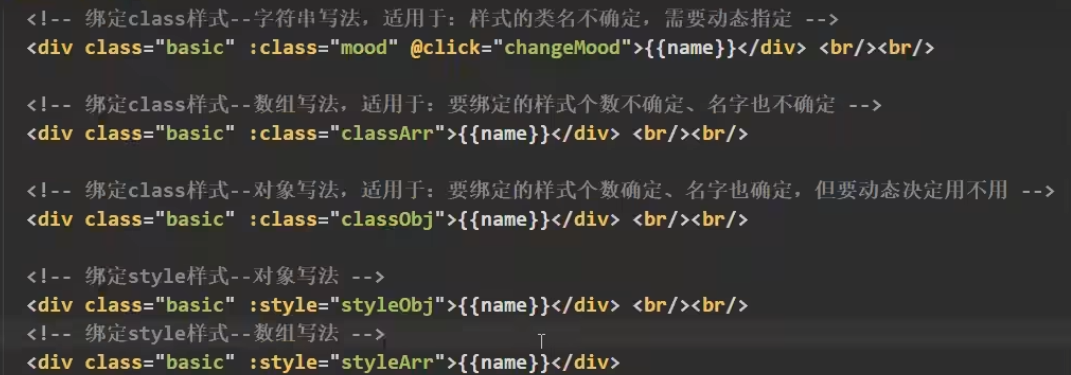 <!-- 绑定class样式--字符串写法，适用于：样式的类名不确定，需要动态指定 -->
<div class="basic" :class="mood" @click="changeMood">{{name}}</div> <br/><br/>
<!-- 绑定class样式--数组写法，适用于：要绑定的样式个数不确定、名字也不确定 -->
<div class="basic" :class="classArr">{{name}}</div> <br/><br/>
<!-- 绑定class样式--对象写法，适用于：要绑定的样式个数确定、名字也确定，但要动态决定用不用 -->
<div class="basic" :class="classObj">{{name}}</div> <br/><br/>
<!-- 绑定style样式--对象写法 -->
<div class="basic" :style="styleObj">{{name}}</div> <br/><br/>
<!-- 绑定style样式--数组写法 -->
<div class="basic" :style="styleArr">{{name}}</div>